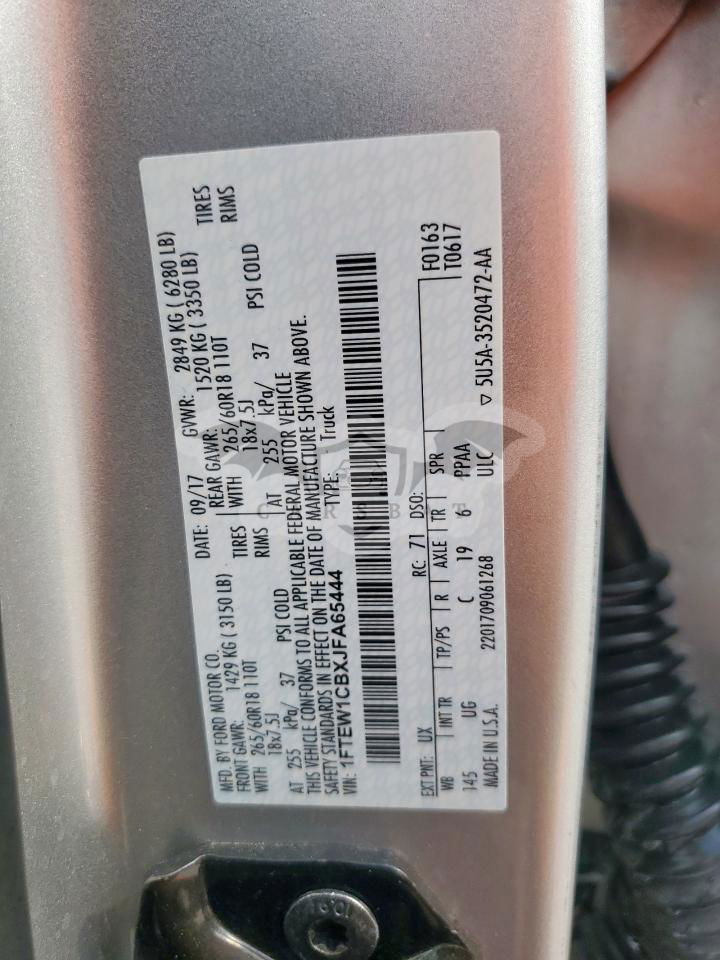 MFD. BY FORD MOTOR CO.
DATE: 09/17
GVWR: 2849 KG ( 6280 LB)
FRONT GAWR: 1429 KG ( 3150 LB)
REAR GAWR: 1520 KG ( 3350 LB)
WITH 265/60R18 110T TIRES
WITH 265/60R18 110T TIRES
18x7.5J RIMS
18x7.5J RIMS
AT 255 kPa/ 37 PSI COLD
AT 255 kPa/ 37 PSI COLD
THIS VEHICLE CONFORMS TO ALL APPLICABLE FEDERAL MOTOR VEHICLE
SAFETY STANDARDS IN EFFECT ON THE DATE OF MANUFACTURE SHOWN ABOVE.
VIN: 1FTEW1CBXJFA65444
TYPE: Truck
F0163
T0617
EXT PNT: UX RC: 71 DSO:
WB INT TR TP/PS R AXLE TR SPR
145 UG C 19 6 PPAA
MADE IN U.S.A. 2201709061268 ULC ▽ 5U5A-3520472-AA
CARSBAT
10.9